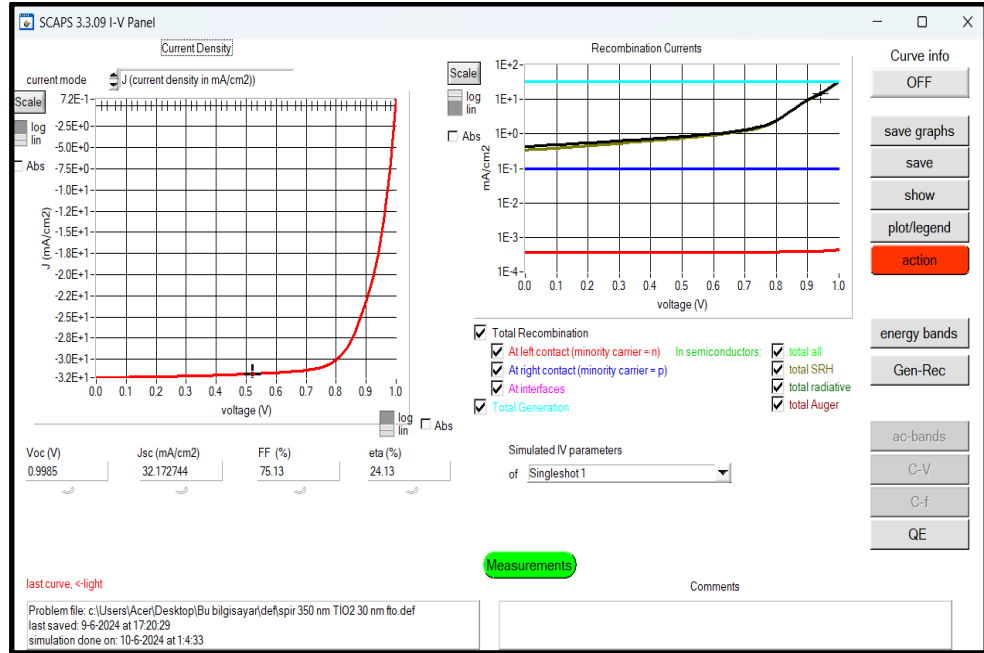 SCAPS 3.3.09 I-V Panel
Current Density
current mode
J (current density in mA/cm2))
Scale
log
lin
Abs
7.2E-1
-2.5E+0
-5.0E+0
-7.5E+0
-1.0E+1
-1.2E+1
-1.5E+1
-1.7E+1
-2.0E+1
-2.2E+1
-2.5E+1
-2.8E+1
-3.0E+1
-3.2E+1
J (mA/cm2)
0.0 0.1 0.2 0.3 0.4 0.5 0.6 0.7 0.8 0.9 1.0
voltage (V)
log
lin
Abs
Recombination Currents
Scale
log
lin
Abs
1E+2
1E+1
1E+0
1E-1
1E-2
1E-3
1E-4
mA/cm2
0.0 0.1 0.2 0.3 0.4 0.5 0.6 0.7 0.8 0.9 1.0
voltage (V)
Total Recombination
At left contact (minority carrier = n) In semiconductors: total all
At right contact (minority carrier = p) total SRH
At interfaces total radiative
Total Generation total Auger
Voc (V) Jsc (mA/cm2) FF (%) eta (%)
0.9985 32.172744 75.13 24.13
Simulated IV parameters
of Singleshot 1
Curve info
OFF
save graphs
save
show
plot/legend
action
energy bands
Gen-Rec
ac-bands
C-V
C-f
QE
Measurements
last curve, <-light
Problem file: c:\Users\Acer\Desktop\Bu bilgisayar\def\spir 350 nm TİO2 30 nm fto.def
last saved: 9-6-2024 at 17:20:29
simulation done on: 10-6-2024 at 1:4:33
Comments